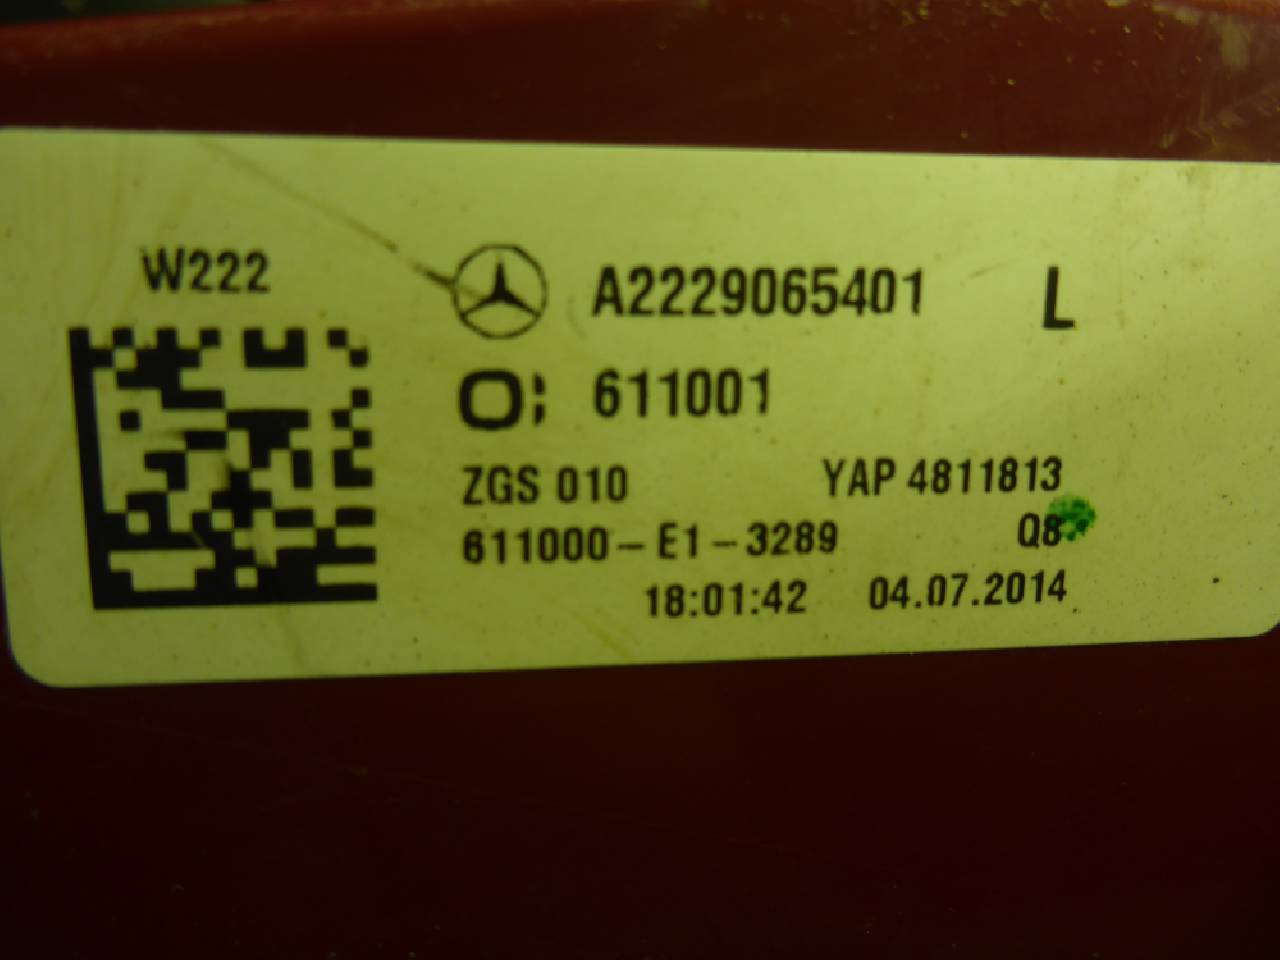 W222
A2229065401 L
O; 611001
ZGS 010 YAP 4811813
611000-E1-3289 Q8
18:01:42 04.07.2014